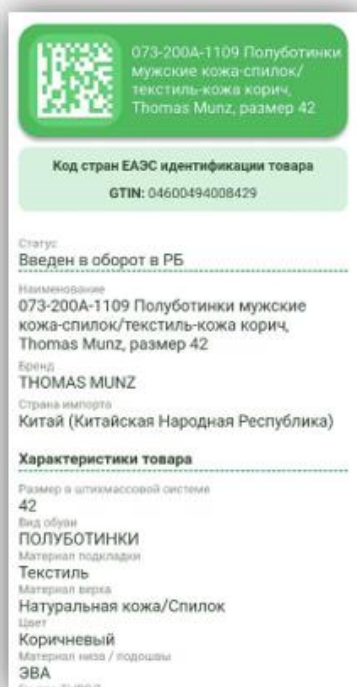 073-200А-1109 Полуботинки
мужские кожа-спилок/
текстиль-кожа корич,
Thomas Munz, размер 42
Код стран ЕАЭС идентификации товара
GTIN: 04600494008429
Статус
Введен в оборот в РБ
Наименование
073-200А-1109 Полуботинки мужские
кожа-спилок/текстиль-кожа корич,
Thomas Munz, размер 42
Бренд
THOMAS MUNZ
Страна импорта
Китай (Китайская Народная Республика)
Характеристики товара
Размер в штихмассовой системе
42
Вид обуви
ПОЛУБОТИНКИ
Материал подкладки
Текстиль
Материал верха
Натуральная кожа/Спилок
Цвет
Коричневый
Материал низа / подошвы
ЭВА